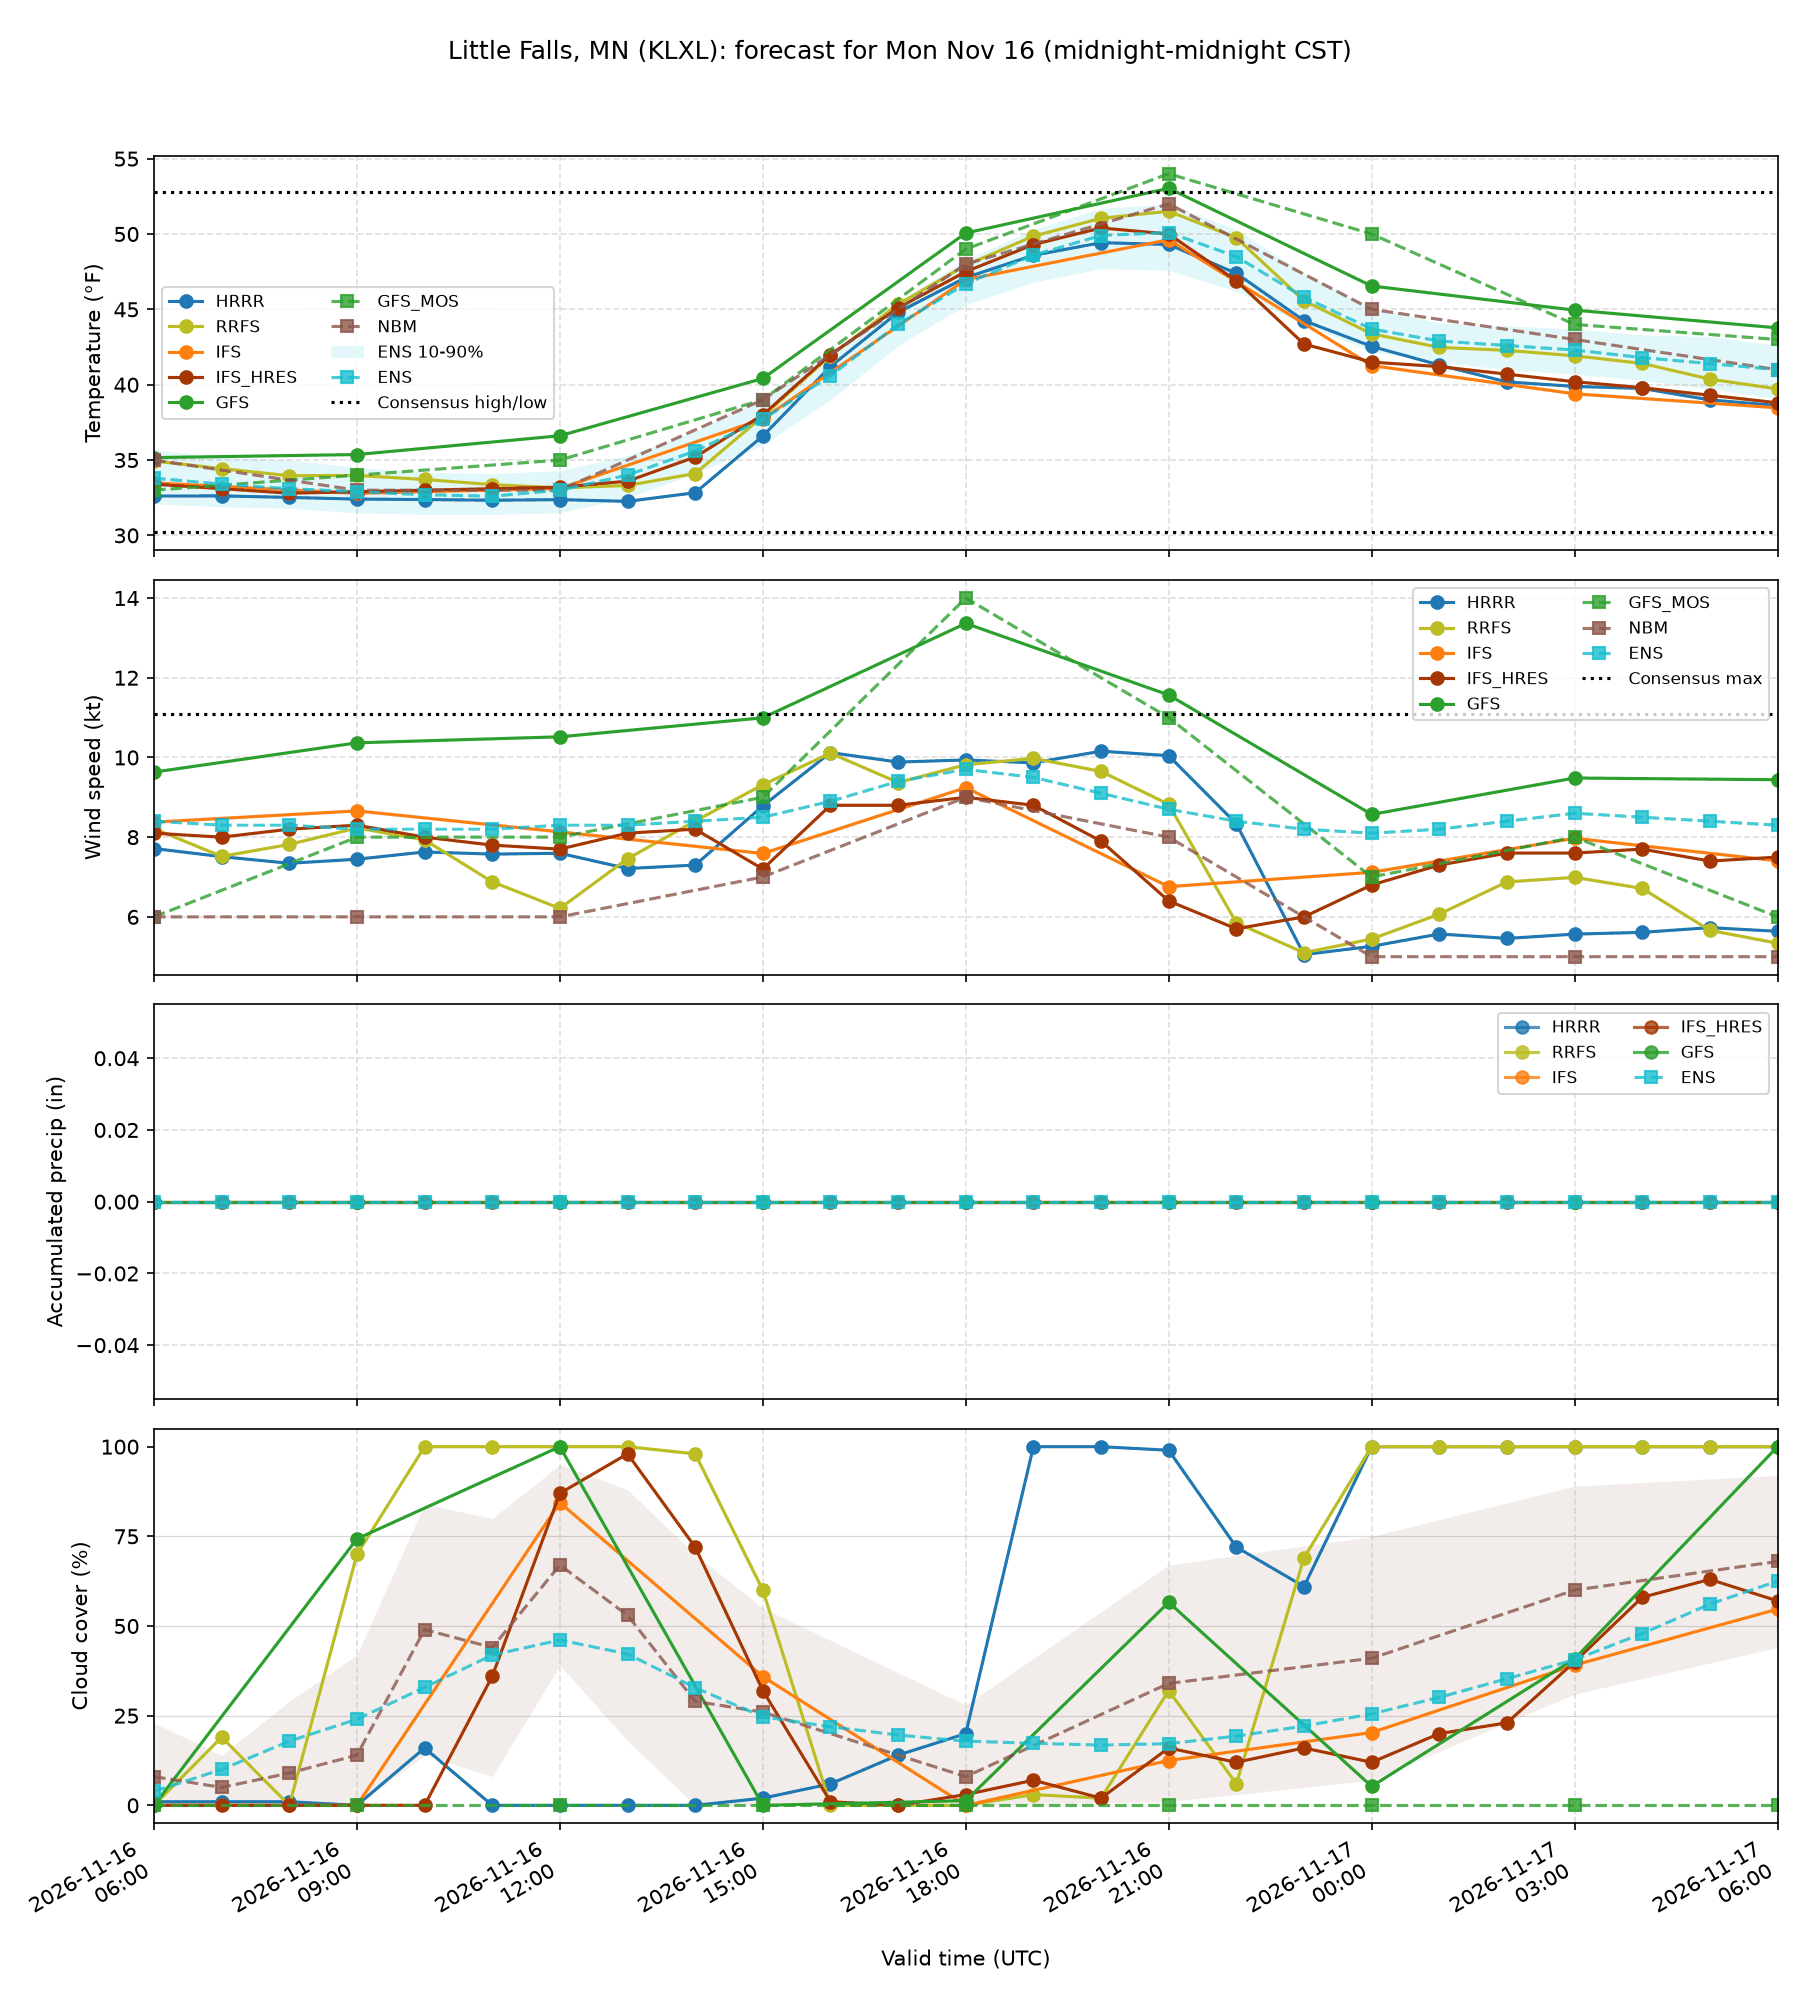 Little Falls, MN (KLXL): forecast for Mon Nov 16 (midnight-midnight CST)
Temperature (°F)
55
50
45
40
35
30
HRRR
RRFS
IFS
IFS_HRES
GFS
GFS_MOS
NBM
ENS 10-90%
ENS
Consensus high/low
Wind speed (kt)
14
12
10
8
6
HRRR
RRFS
IFS
IFS_HRES
GFS
GFS_MOS
NBM
ENS
Consensus max
Accumulated precip (in)
0.04
0.02
0.00
−0.02
−0.04
HRRR
RRFS
IFS
IFS_HRES
GFS
ENS
Cloud cover (%)
100
75
50
25
0
2026-11-16
06:00
2026-11-16
09:00
2026-11-16
12:00
2026-11-16
15:00
2026-11-16
18:00
2026-11-16
21:00
2026-11-17
00:00
2026-11-17
03:00
2026-11-17
06:00
Valid time (UTC)